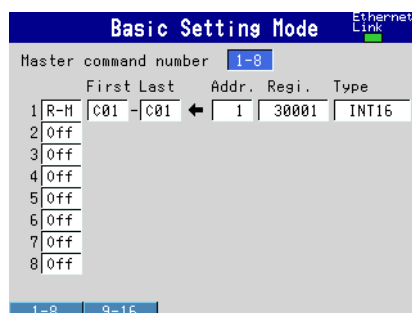 Basic Setting Mode
Ethernet
Link
Master command number 1-8
First Last Addr. Regi. Type
1 R-M C01 - C01 ← 1 30001 INT16
2 Off
3 Off
4 Off
5 Off
6 Off
7 Off
8 Off
1-8 9-16